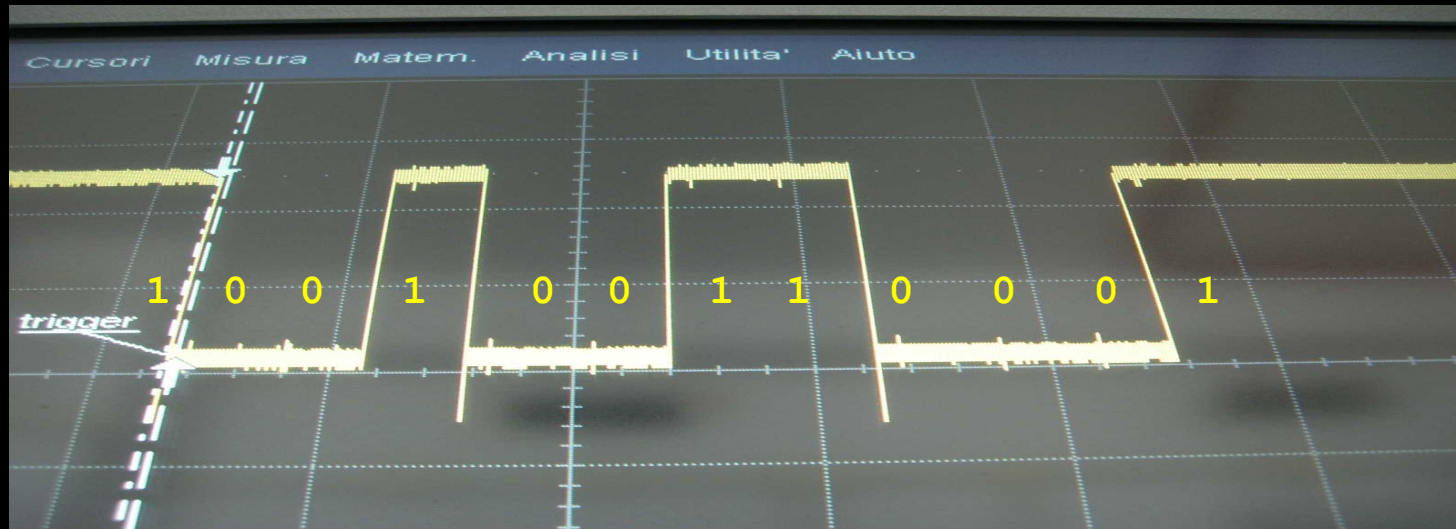 Cursori Misura Matem. Analisi Utilita' Aiuto
1 0 0 1 0 0 1 1 0 0 0 1
trigger